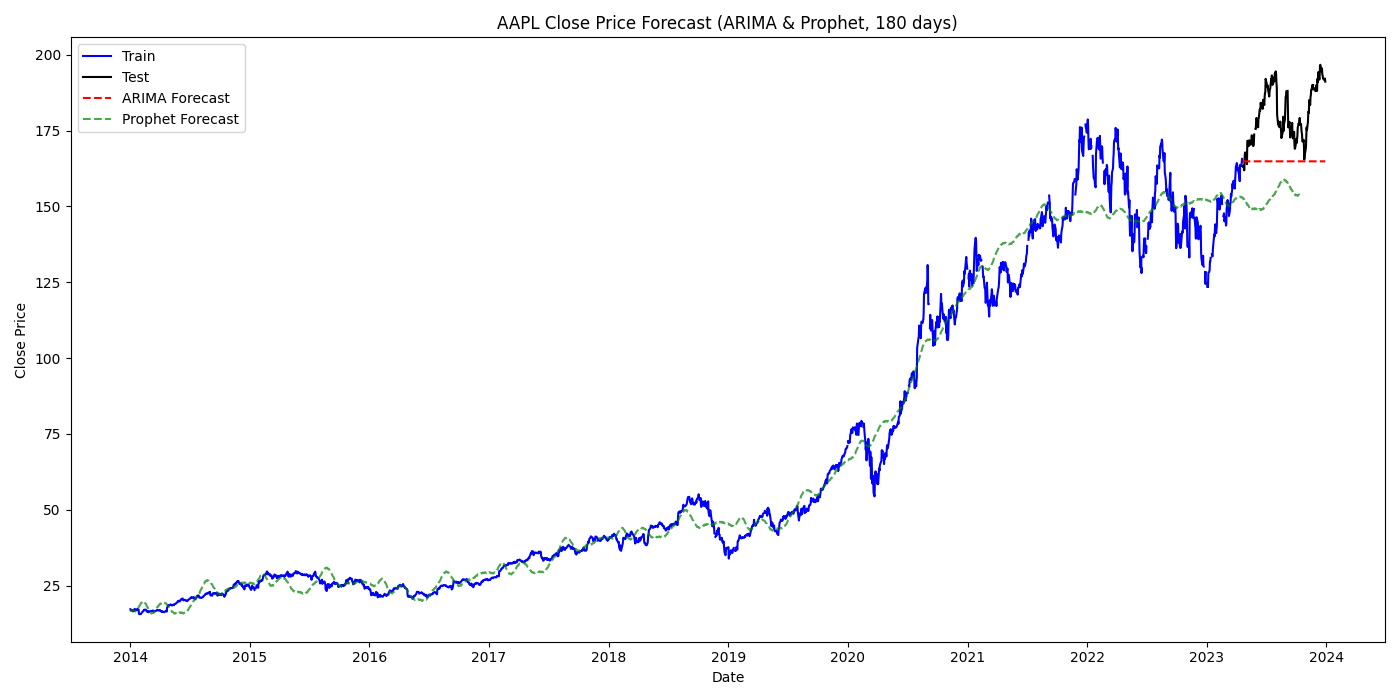 AAPL Close Price Forecast (ARIMA & Prophet, 180 days)
Train
Test
ARIMA Forecast
Prophet Forecast
Close Price
200
175
150
125
100
75
50
25
2014 2015 2016 2017 2018 2019 2020 2021 2022 2023 2024
Date